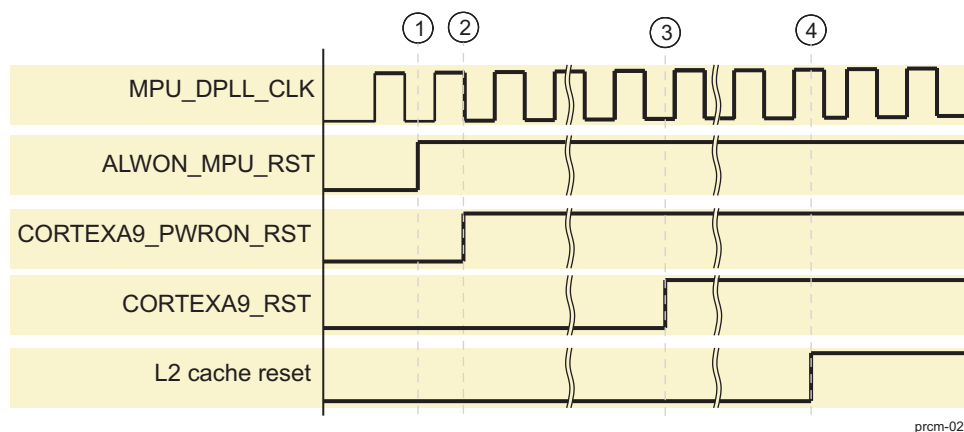 1 2 3 4
MPU_DPLL_CLK
ALWON_MPU_RST
CORTEXA9_PWRON_RST
CORTEXA9_RST
L2 cache reset
prcm-02